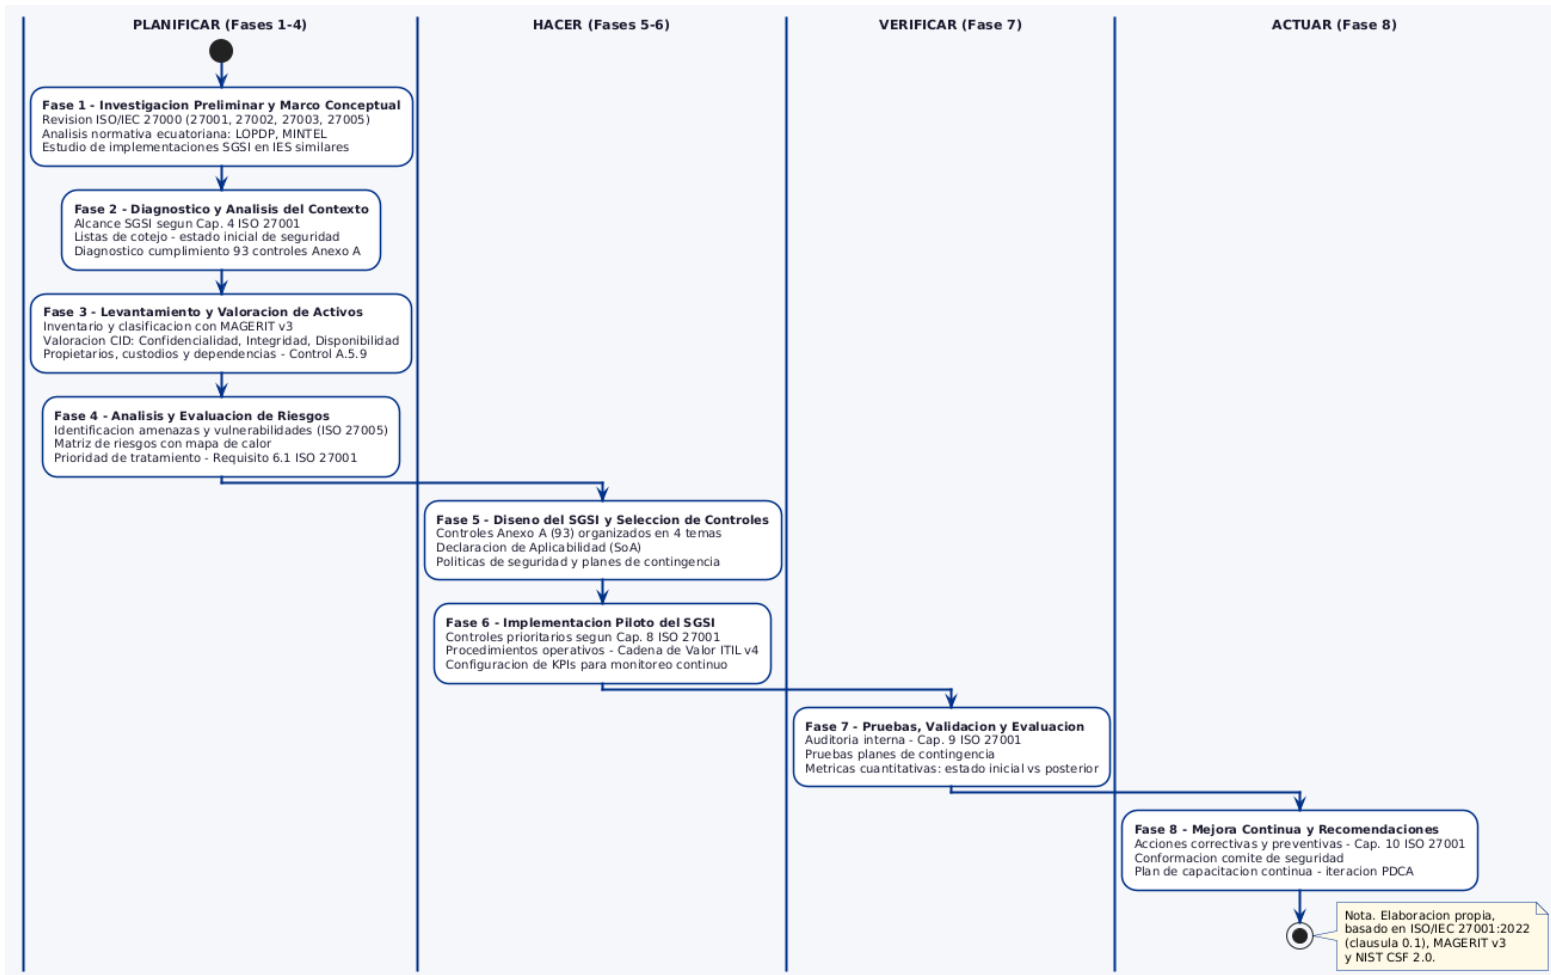 PLANIFICAR (Fases 1-4)
HACER (Fases 5-6)
VERIFICAR (Fase 7)
ACTUAR (Fase 8)
Fase 1 - Investigacion Preliminar y Marco Conceptual
Revision ISO/IEC 27000 (27001, 27002, 27003, 27005)
Analisis normativa ecuatoriana: LOPDP, MINTEL
Estudio de implementaciones SGSI en IES similares
Fase 2 - Diagnostico y Analisis del Contexto
Alcance SGSI segun Cap. 4 ISO 27001
Listas de cotejo - estado inicial de seguridad
Diagnostico cumplimiento 93 controles Anexo A
Fase 3 - Levantamiento y Valoracion de Activos
Inventario y clasificacion con MAGERIT v3
Valoracion CID: Confidencialidad, Integridad, Disponibilidad
Propietarios, custodios y dependencias - Control A.5.9
Fase 4 - Analisis y Evaluacion de Riesgos
Identificacion amenazas y vulnerabilidades (ISO 27005)
Matriz de riesgos con mapa de calor
Prioridad de tratamiento - Requisito 6.1 ISO 27001
Fase 5 - Diseno del SGSI y Seleccion de Controles
Controles Anexo A (93) organizados en 4 temas
Declaracion de Aplicabilidad (SoA)
Politicas de seguridad y planes de contingencia
Fase 6 - Implementacion Piloto del SGSI
Controles prioritarios segun Cap. 8 ISO 27001
Procedimientos operativos - Cadena de Valor ITIL v4
Configuracion de KPIs para monitoreo continuo
Fase 7 - Pruebas, Validacion y Evaluacion
Auditoria interna - Cap. 9 ISO 27001
Pruebas planes de contingencia
Metricas cuantitativas: estado inicial vs posterior
Fase 8 - Mejora Continua y Recomendaciones
Acciones correctivas y preventivas - Cap. 10 ISO 27001
Conformacion comite de seguridad
Plan de capacitacion continua - iteracion PDCA
Nota. Elaboracion propia,
basado en ISO/IEC 27001:2022
(clausula 0.1), MAGERIT v3
y NIST CSF 2.0.